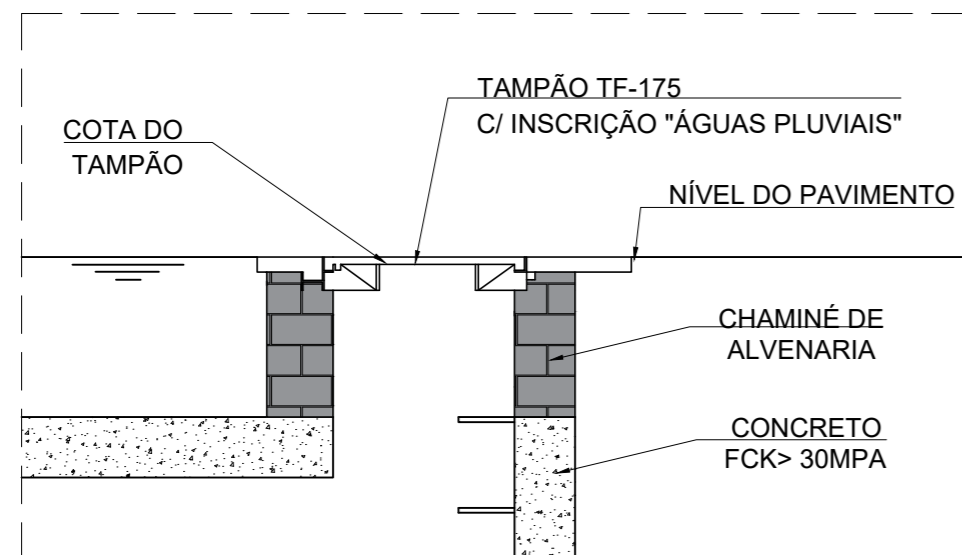 TAMPÃO TF-175
C/ INSCRIÇÃO "ÁGUAS PLUVIAIS"
COTA DO
TAMPÃO
NÍVEL DO PAVIMENTO
CHAMINÉ DE
ALVENARIA
CONCRETO
FCK> 30MPA